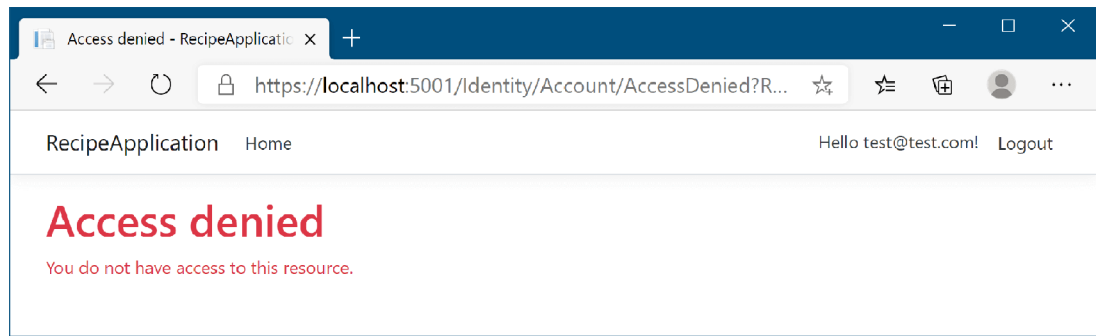 Access denied - RecipeApplicatio
https://localhost:5001/Identity/Account/AccessDenied?R...
RecipeApplication Home Hello test@test.com! Logout
Access denied
You do not have access to this resource.